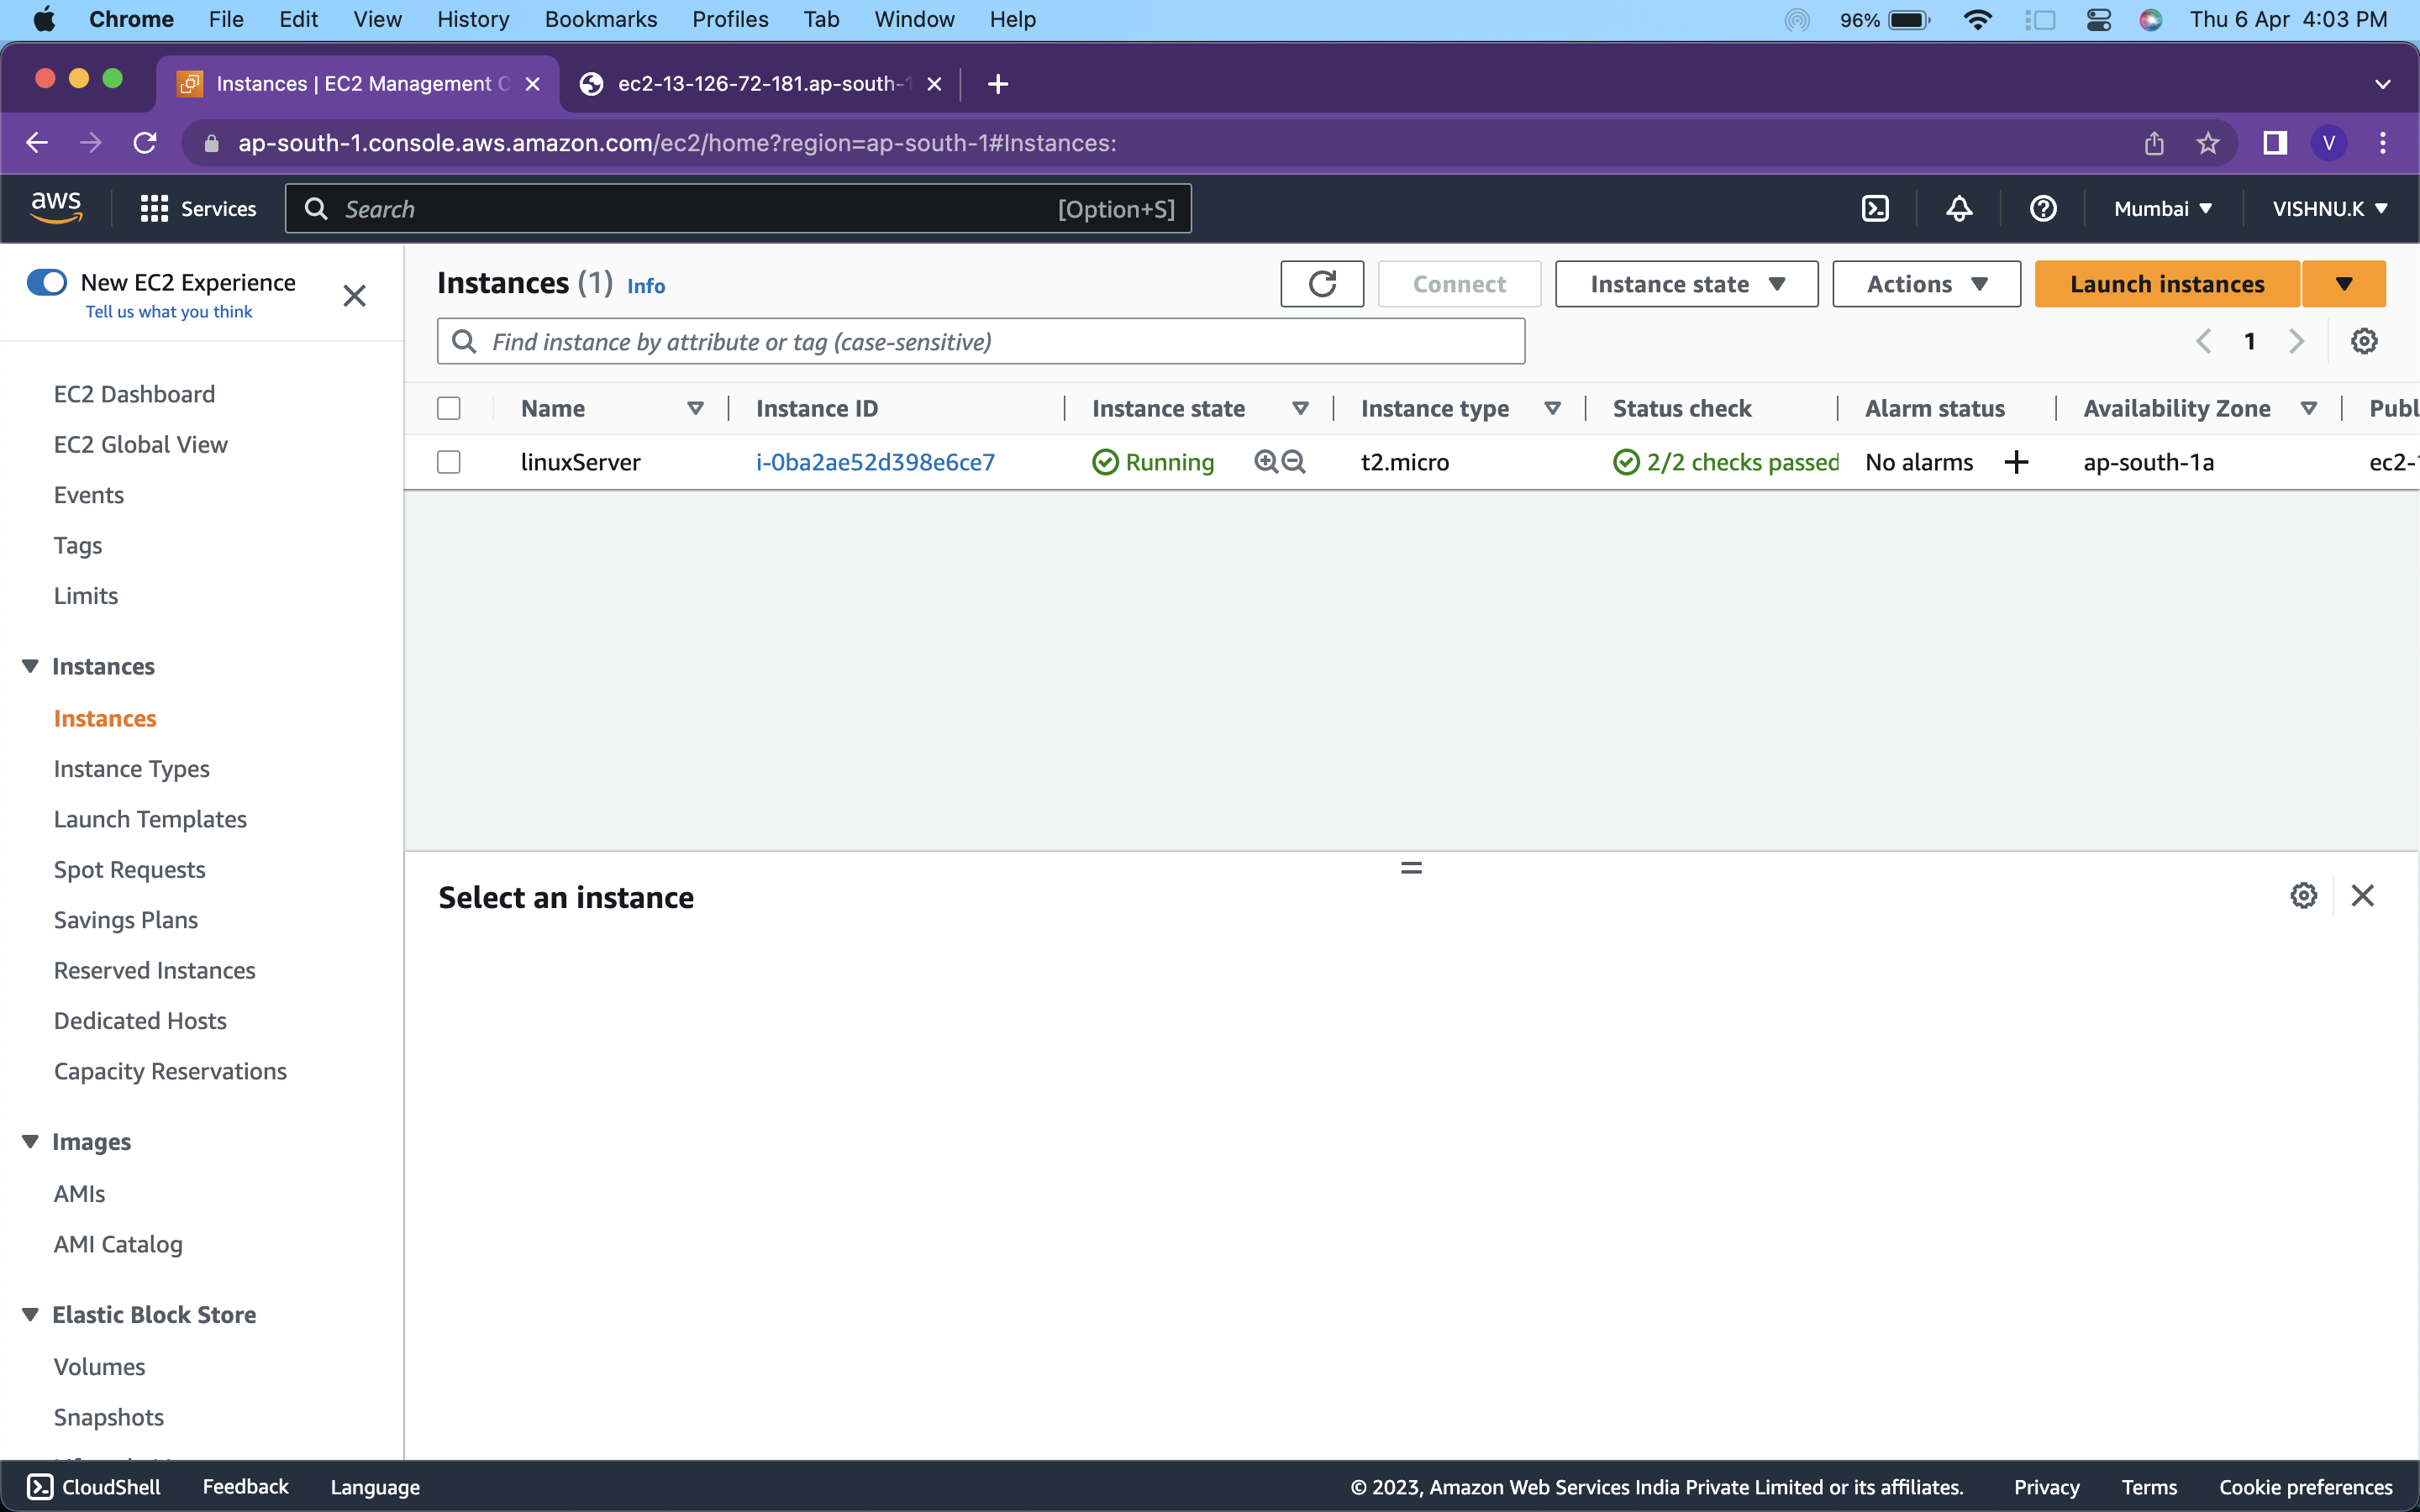 Chrome File Edit View History Bookmarks Profiles Tab Window Help 96% Thu 6 Apr 4:03 PM
Instances | EC2 Management C ec2-13-126-72-181.ap-south-1
ap-south-1.console.aws.amazon.com/ec2/home?region=ap-south-1#Instances: V
aws Services Search [Option+S] Mumbai VISHNU.K
New EC2 Experience
Tell us what you think
EC2 Dashboard
EC2 Global View
Events
Tags
Limits
Instances
Instances
Instance Types
Launch Templates
Spot Requests
Savings Plans
Reserved Instances
Dedicated Hosts
Capacity Reservations
Images
AMIs
AMI Catalog
Elastic Block Store
Volumes
Snapshots
Instances (1) Info Connect Instance state Actions Launch instances
Find instance by attribute or tag (case-sensitive) 1
Name Instance ID Instance state Instance type Status check Alarm status Availability Zone Publ
linuxServer i-0ba2ae52d398e6ce7 Running t2.micro 2/2 checks passed No alarms ap-south-1a ec2-
Select an instance
CloudShell Feedback Language © 2023, Amazon Web Services India Private Limited or its affiliates. Privacy Terms Cookie preferences